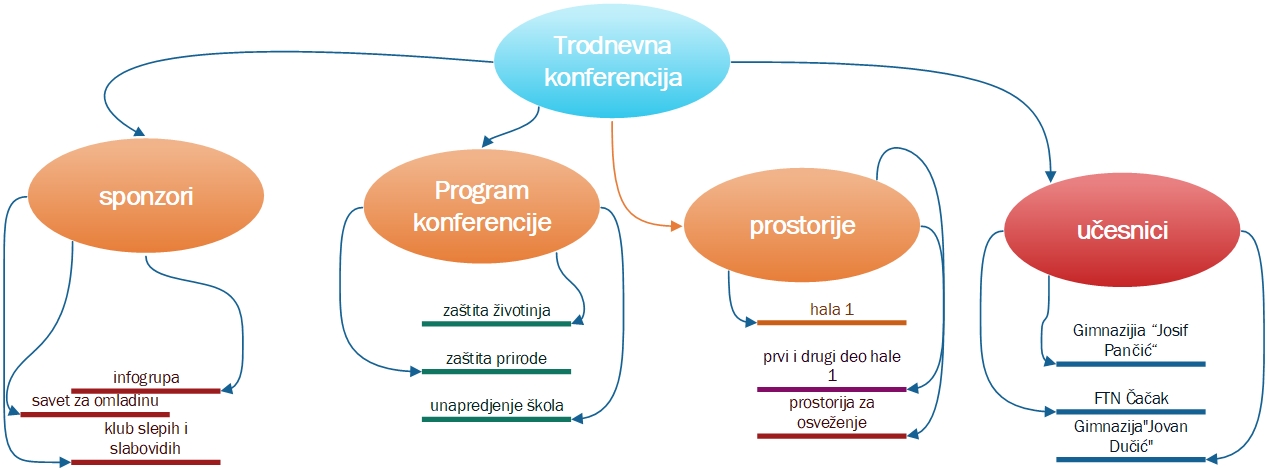 Trodnevna
konferencija
sponzori
infogrupa
savet za omladinu
klub slepih i
slabovidih
Program
konferencije
zaštita životinja
zaštita prirode
unapredjenje škola
prostorije
hala 1
prvi i drugi deo hale
1
prostorija za
osveženje
učesnici
Gimnazijia “Josif
Pančić“
FTN Čačak
Gimnazija"Jovan
Dučić"